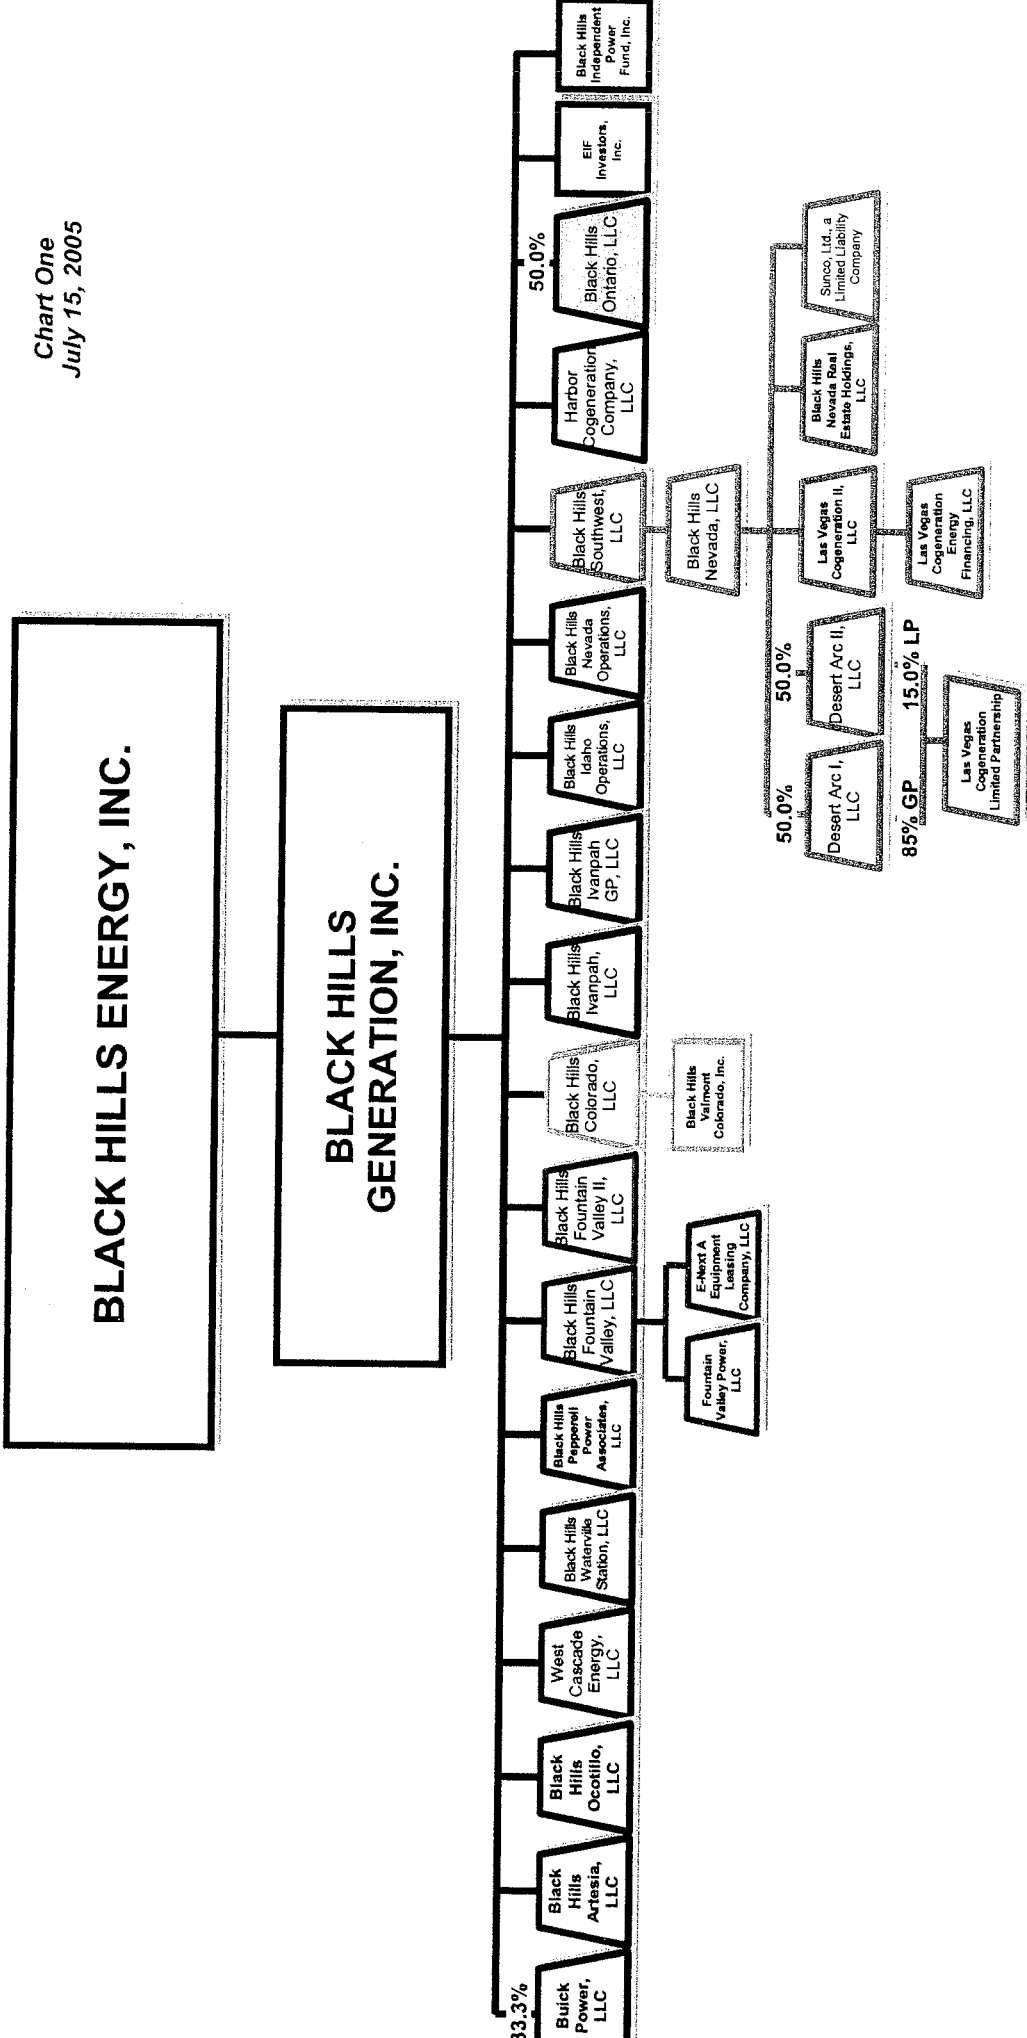 Chart One
July 15, 2005
BLACK HILLS ENERGY, INC.
BLACK HILLS
GENERATION, INC.
33.3%
Buick
Power,
LLC
Black
Hills
Artesia,
LLC
Black
Hills
Ocotillo,
LLC
West
Cascade
Energy,
LLC
Black Hills
Waterville
Station, LLC
Black Hills
Pepperell
Power
Associates,
LLC
Black Hills
Fountain
Valley, LLC
Black Hills
Fountain
Valley II,
LLC
Black Hills
Colorado,
LLC
Black Hills
Ivanpah,
LLC
Black Hills
Ivanpah
GP, LLC
Black Hills
Idaho
Operations,
LLC
Black Hills
Nevada
Operations,
LLC
Black Hills
Southwest,
LLC
Harbor
Cogeneration
Company,
LLC
50.0%
Black Hills
Ontario, LLC
EIF
Investors,
Inc.
Black Hills
Independent
Power
Fund, Inc.
Fountain
Valley Power,
LLC
E-Next A
Equipment
Leasing
Company, LLC
Black Hills
Valmont
Colorado, Inc.
Black Hills
Nevada, LLC
50.0%
Desert Arc I,
LLC
50.0%
Desert Arc II,
LLC
Las Vegas
Cogeneration II,
LLC
Black Hills
Nevada Real
Estate Holdings,
LLC
Sunco, Ltd., a
Limited Liability
Company
85% GP
15.0% LP
Las Vegas
Cogeneration
Limited Partnership
Las Vegas
Cogeneration
Energy
Financing, LLC